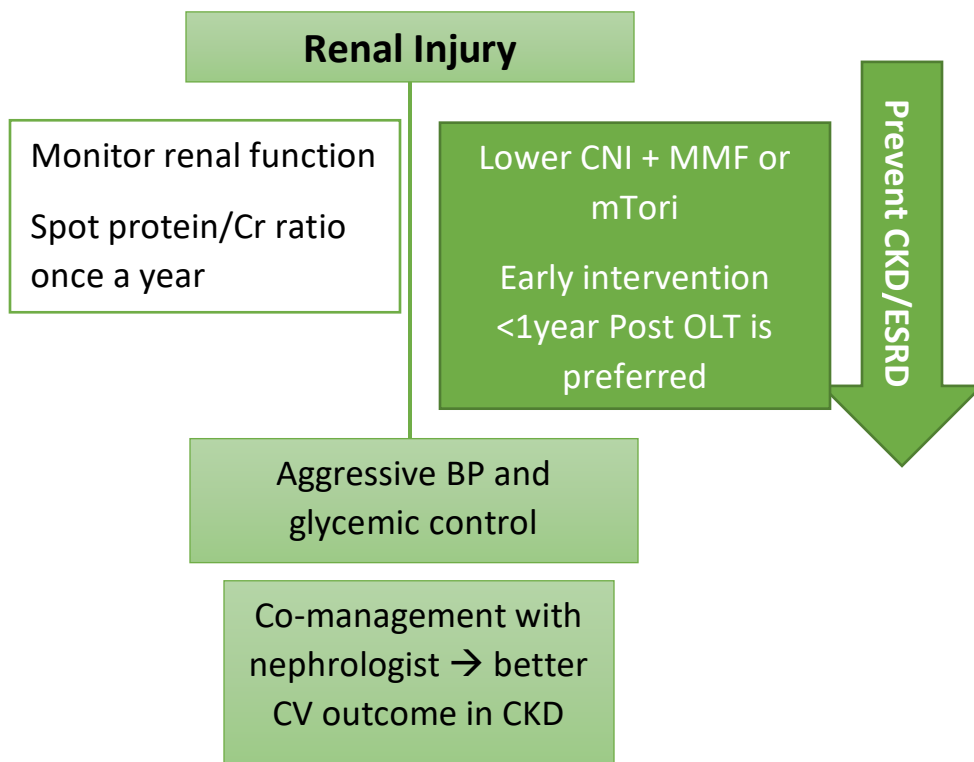 Renal Injury
Monitor renal function
Spot protein/Cr ratio
once a year
Lower CNI + MMF or
mTori
Early intervention
<1year Post OLT is
preferred
Prevent CKD/ESRD
Aggressive BP and
glycemic control
Co-management with
nephrologist → better
CV outcome in CKD